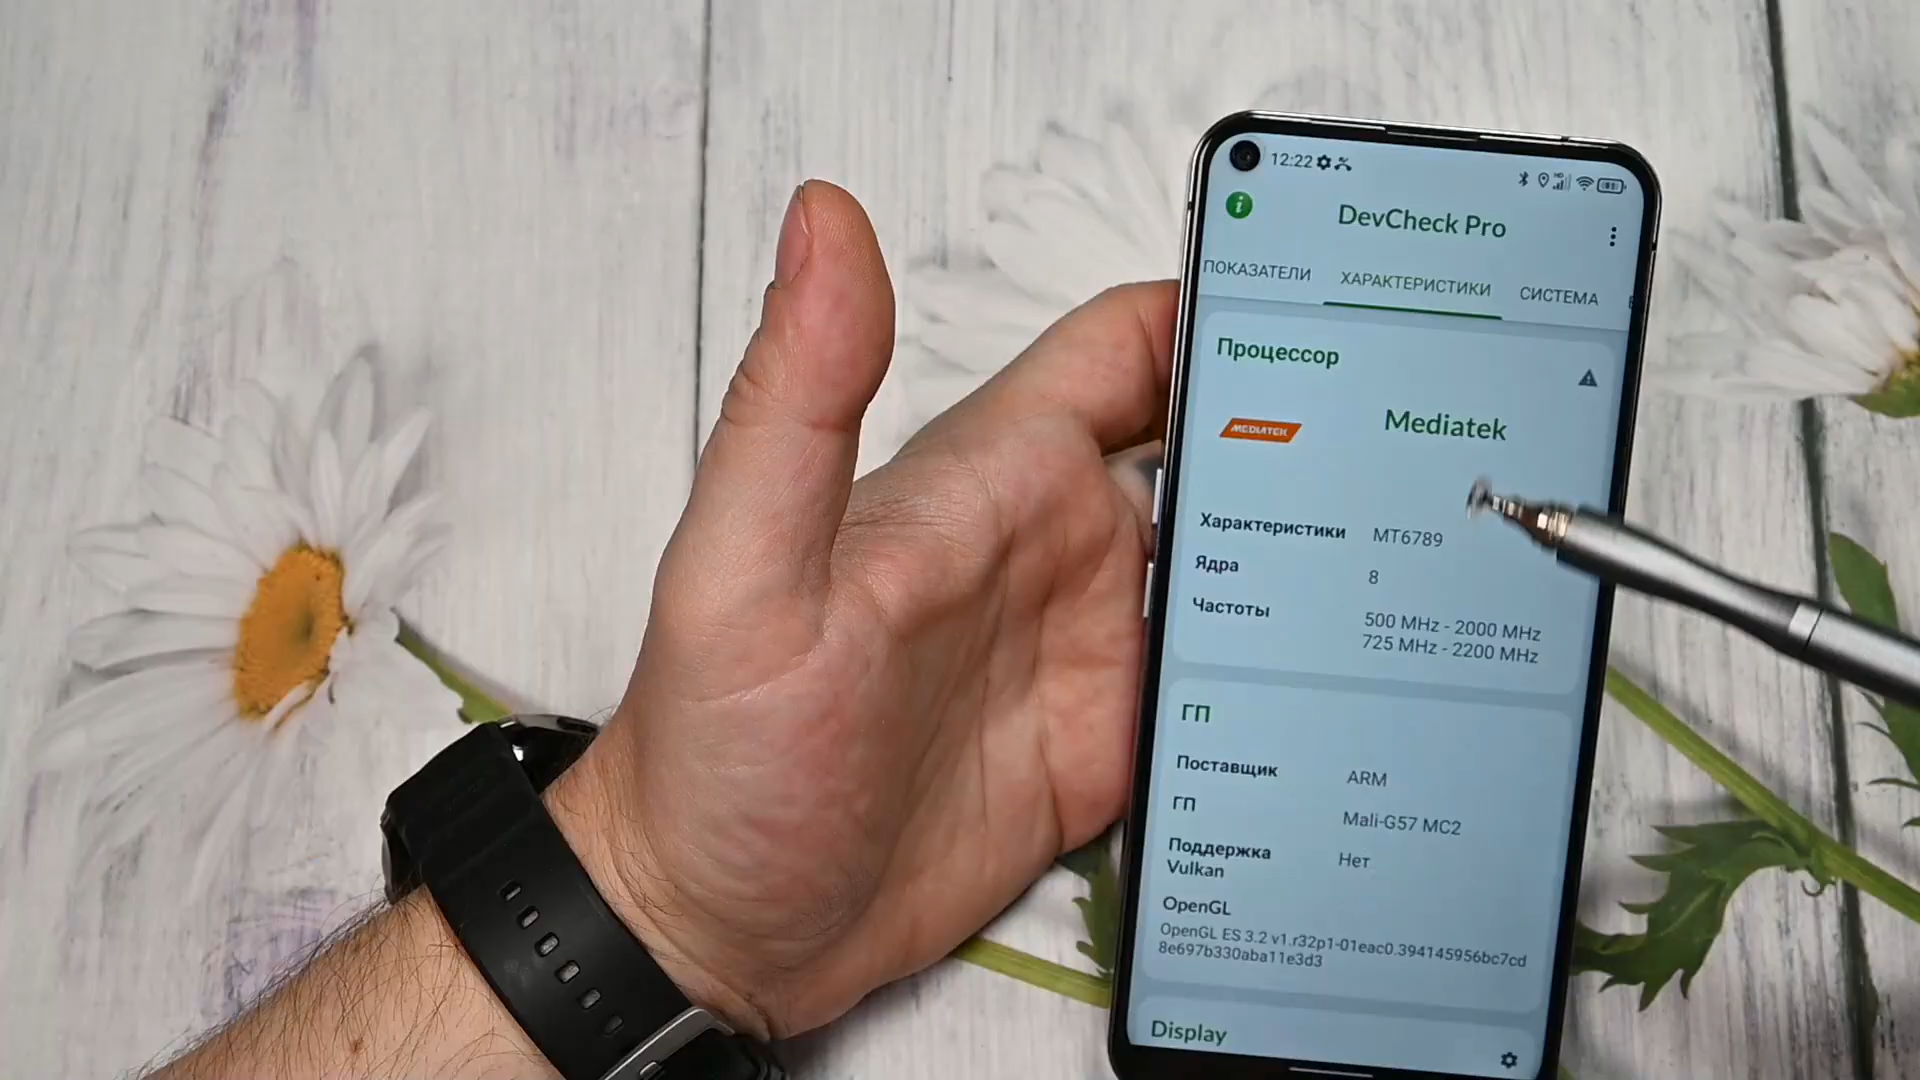 12:22
DevCheck Pro
ПОКАЗАТЕЛИ ХАРАКТЕРИСТИКИ СИСТЕМА
Процессор
MEDIATEK
Mediatek
Характеристики MT6789
Ядра 8
Частоты 500 MHz - 2000 MHz
725 MHz - 2200 MHz
ГП
Поставщик ARM
ГП Mali-G57 MC2
Поддержка Нет
Vulkan
OpenGL
OpenGL ES 3.2 v1.r32p1-01eac0.394145956bc7cd
8e697b330aba11e3d3
Display